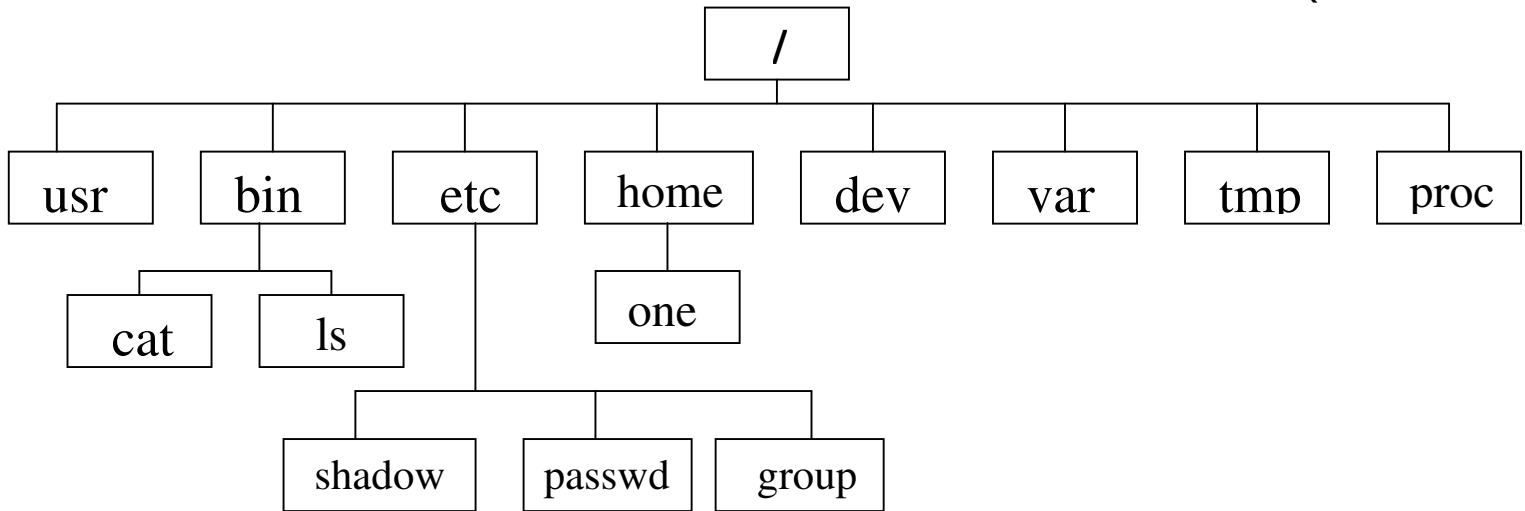 /
usr bin etc home dev var tmp proc
cat ls one
shadow passwd group